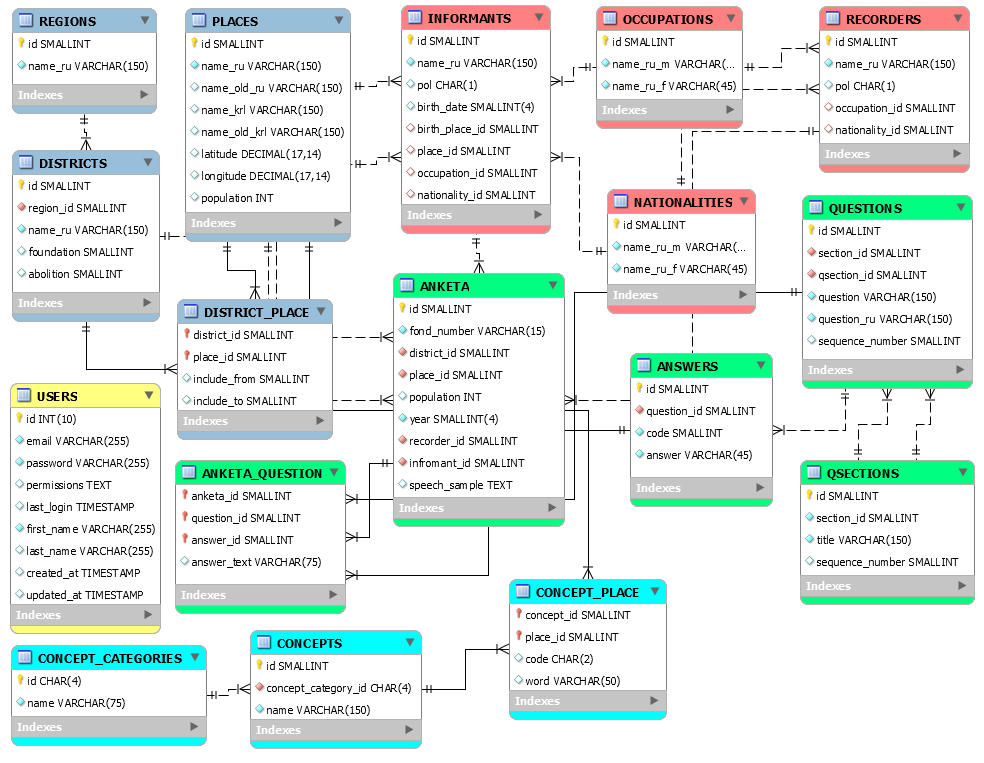 REGIONS
id SMALLINT
name_ru VARCHAR(150)
Indexes
PLACES
id SMALLINT
name_ru VARCHAR(150)
name_old_ru VARCHAR(150)
name_krl VARCHAR(150)
name_old_krl VARCHAR(150)
latitude DECIMAL(17,14)
longitude DECIMAL(17,14)
population INT
Indexes
INFORMANTS
id SMALLINT
name_ru VARCHAR(150)
pol CHAR(1)
birth_date SMALLINT(4)
birth_place_id SMALLINT
place_id SMALLINT
occupation_id SMALLINT
nationality_id SMALLINT
Indexes
OCCUPATIONS
id SMALLINT
name_ru_m VARCHAR(...
name_ru_f VARCHAR(45)
Indexes
RECORDERS
id SMALLINT
name_ru VARCHAR(150)
pol CHAR(1)
occupation_id SMALLINT
nationality_id SMALLINT
Indexes
DISTRICTS
id SMALLINT
region_id SMALLINT
name_ru VARCHAR(150)
foundation SMALLINT
abolition SMALLINT
Indexes
NATIONALITIES
id SMALLINT
name_ru_m VARCHAR(...
name_ru_f VARCHAR(45)
Indexes
QUESTIONS
id SMALLINT
section_id SMALLINT
qsection_id SMALLINT
question VARCHAR(150)
question_ru VARCHAR(150)
sequence_number SMALLINT
Indexes
DISTRICT_PLACE
district_id SMALLINT
place_id SMALLINT
include_from SMALLINT
include_to SMALLINT
Indexes
ANKETA
id SMALLINT
fond_number VARCHAR(15)
district_id SMALLINT
place_id SMALLINT
population INT
year SMALLINT(4)
recorder_id SMALLINT
infromant_id SMALLINT
speech_sample TEXT
Indexes
ANSWERS
id SMALLINT
question_id SMALLINT
code SMALLINT
answer VARCHAR(45)
Indexes
USERS
id INT(10)
email VARCHAR(255)
password VARCHAR(255)
permissions TEXT
last_login TIMESTAMP
first_name VARCHAR(255)
last_name VARCHAR(255)
created_at TIMESTAMP
updated_at TIMESTAMP
Indexes
ANKETA_QUESTION
anketa_id SMALLINT
question_id SMALLINT
answer_id SMALLINT
answer_text VARCHAR(75)
Indexes
QSECTIONS
id SMALLINT
section_id SMALLINT
title VARCHAR(150)
sequence_number SMALLINT
Indexes
CONCEPT_PLACE
concept_id SMALLINT
place_id SMALLINT
code CHAR(2)
word VARCHAR(50)
Indexes
CONCEPT_CATEGORIES
id CHAR(4)
name VARCHAR(75)
Indexes
CONCEPTS
id SMALLINT
concept_category_id CHAR(4)
name VARCHAR(150)
Indexes